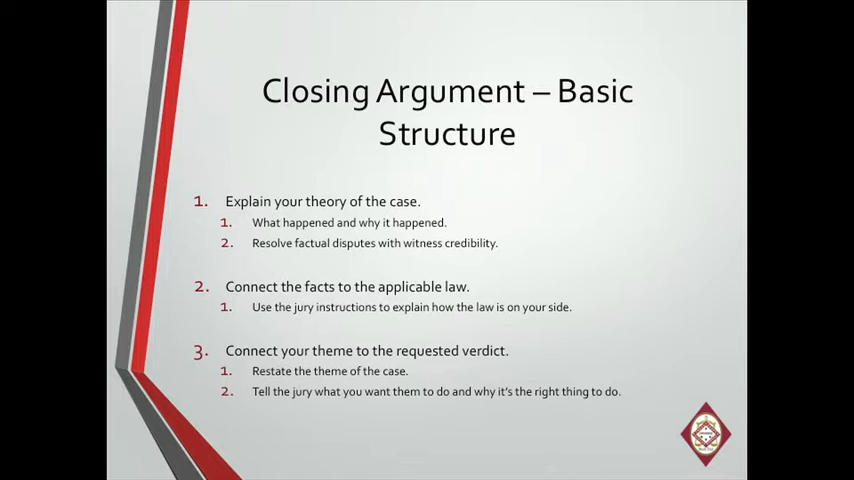 Closing Argument – Basic
Structure
1. Explain your theory of the case.
1. What happened and why it happened.
2. Resolve factual disputes with witness credibility.
2. Connect the facts to the applicable law.
1. Use the jury instructions to explain how the law is on your side.
3. Connect your theme to the requested verdict.
1. Restate the theme of the case.
2. Tell the jury what you want them to do and why it's the right thing to do.